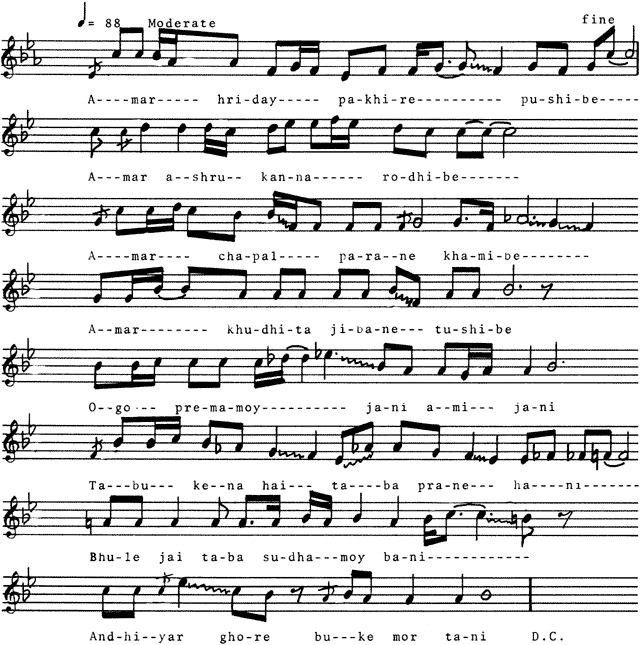 ♩= 88 Moderate fine
A---mar----- hri-day----- pa-khi-re---------- pu-shi-be-----
A---mar a--shru-- kan-na------ ro-dhi-be-------
A---mar---- cha-pal----- pa-ra--ne kha-mi-be--------
A--mar-------- khu-dhi-ta ji-ba-ne--- tu-shi-be
O--go --- pre-ma-moy---------- ja-ni a-mi--- ja-ni
Ta--bu-- ke-na hai-- ta---ba pra-ne-- ha---ni-------
Bhu-le jai ta-ba su-dha--moy ba-ni------------
And-hi--yar gho-re bu---ke mor ta-ni D.C.